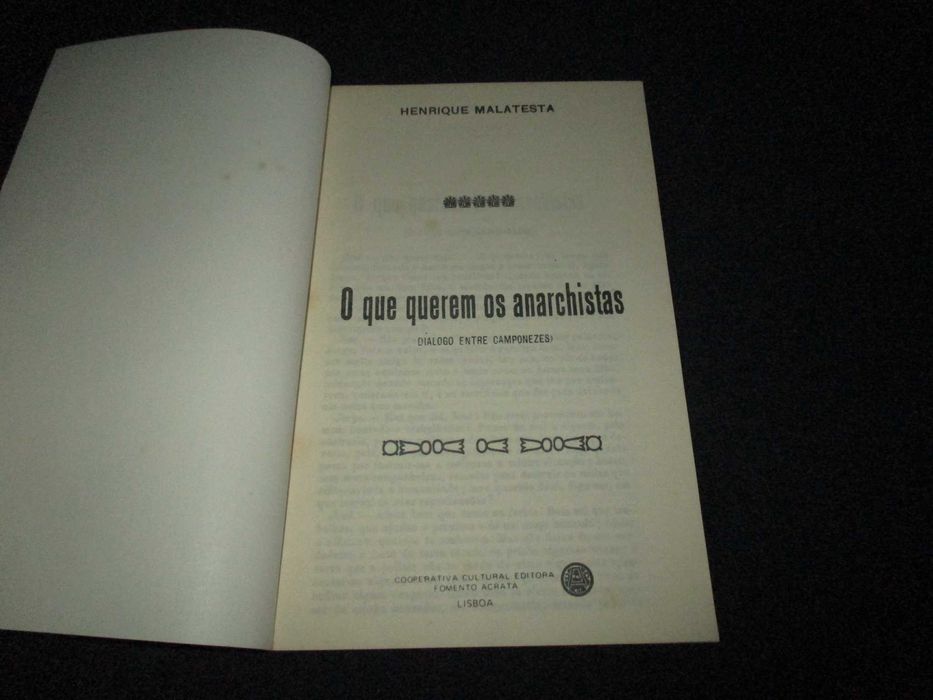 HENRIQUE MALATESTA
O que querem os anarchistas
DIALOGO ENTRE CAMPONEZES)
COOPERATIVA CULTURAL EDITORA
FOMENTO ACRATA
LISBOA